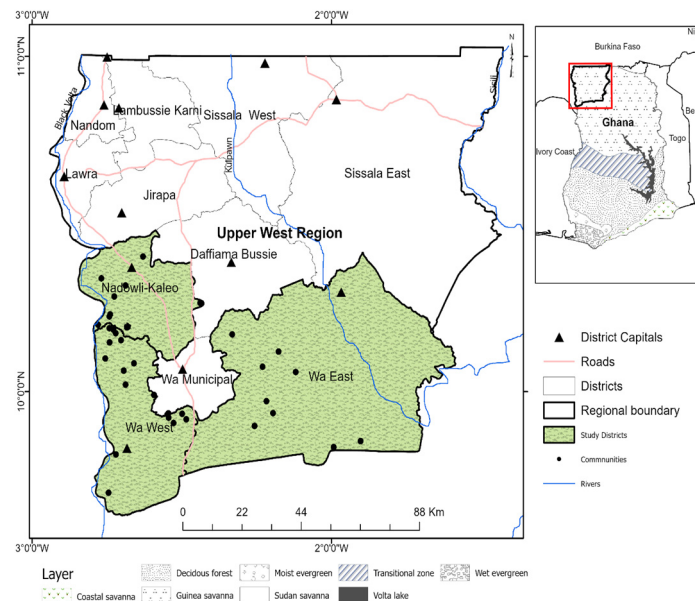 3°0'0"W
2°0'0"W
11°0'0"N
N
Black Volta
Lambussie Karni
Nandom
Sissala West
Sisili
Kulpawn
Lawra
Sissala East
Jirapa
Upper West Region
Daffiama Bussie
Nadowli-Kaleo
Wa Municipal
Wa East
10°0'0"N
Wa West
0 22 44 88 Km
3°0'0"W
2°0'0"W
Burkina Faso
Ni
Ghana
Be
Togo
Ivory Coast
District Capitals
Roads
Districts
Regional boundary
Study Districts
Commnunities
Rivers
Layer
Decidous forest
Moist evergreen
Transitional zone
Wet evergreen
Coastal savanna
Guinea savanna
Sudan savanna
Volta lake